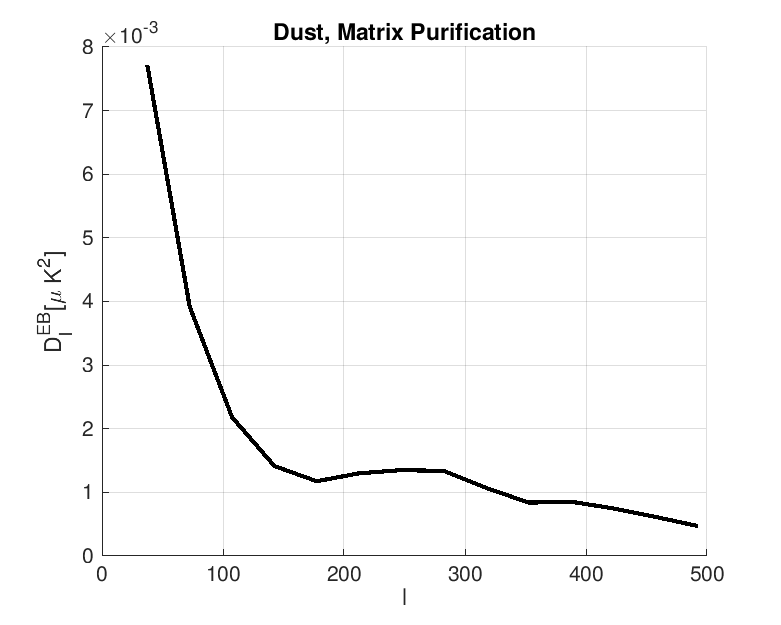 Dust, Matrix Purification
×10⁻³
8
7
6
5
4
3
2
1
0
D_l^EB[μ K²]
0 100 200 300 400 500
l